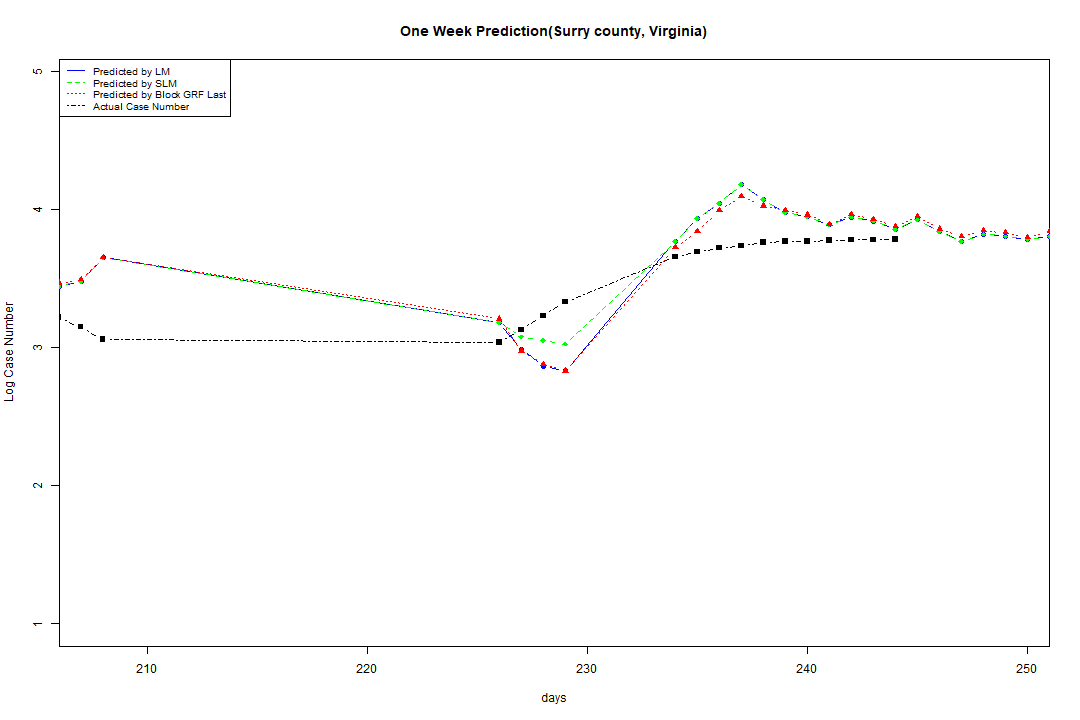 One Week Prediction(Surry county, Virginia)
Predicted by LM
Predicted by SLM
Predicted by Block GRF Last
Actual Case Number
5
4
3
2
1
Log Case Number
210 220 230 240 250
days